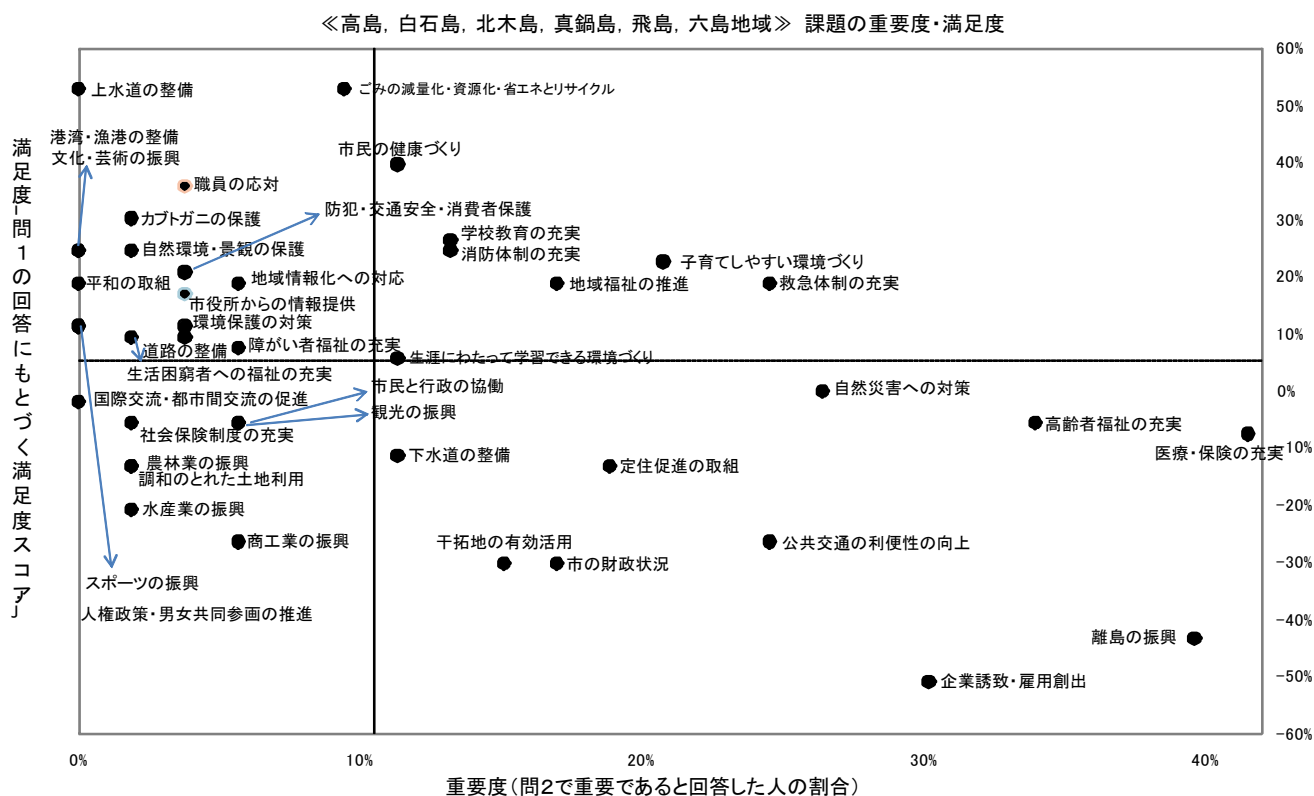 ≪高島，白石島，北木島，真鍋島，飛島，六島地域≫ 課題の重要度・満足度
60%
上水道の整備
ごみの減量化・資源化・省エネとリサイクル
50%
港湾・漁港の整備
文化・芸術の振興
市民の健康づくり
40%
職員の応対
防犯・交通安全・消費者保護
30%
カブトガニの保護
学校教育の充実
自然環境・景観の保護
消防体制の充実
子育てしやすい環境づくり
20%
平和の取組
地域情報化への対応
地域福祉の推進
救急体制の充実
市役所からの情報提供
環境保護の対策
10%
道路の整備
障がい者福祉の充実
生涯にわたって学習できる環境づくり
生活困窮者への福祉の充実
市民と行政の協働
自然災害への対策
0%
国際交流・都市間交流の促進
観光の振興
社会保険制度の充実
高齢者福祉の充実
医療・保険の充実
-10%
農林業の振興
下水道の整備
定住促進の取組
調和のとれた土地利用
水産業の振興
-20%
商工業の振興
干拓地の有効活用
市の財政状況
公共交通の利便性の向上
-30%
スポーツの振興
人権政策・男女共同参画の推進
-40%
離島の振興
企業誘致・雇用創出
-50%
-60%
0%
10%
20%
30%
40%
重要度（問２で重要であると回答した人の割合）
満足度「問１の回答にもとづく満足度スコア」